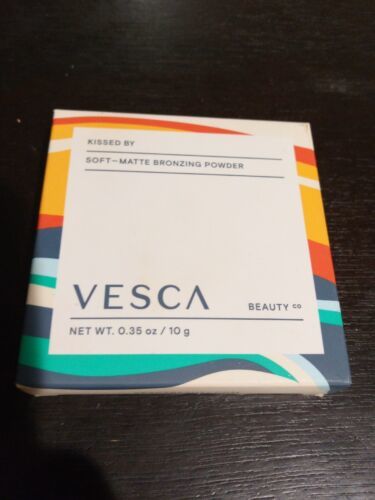 KISSED BY
SOFT–MATTE BRONZING POWDER
VESCA
BEAUTY co
NET WT. 0.35 oz / 10 g